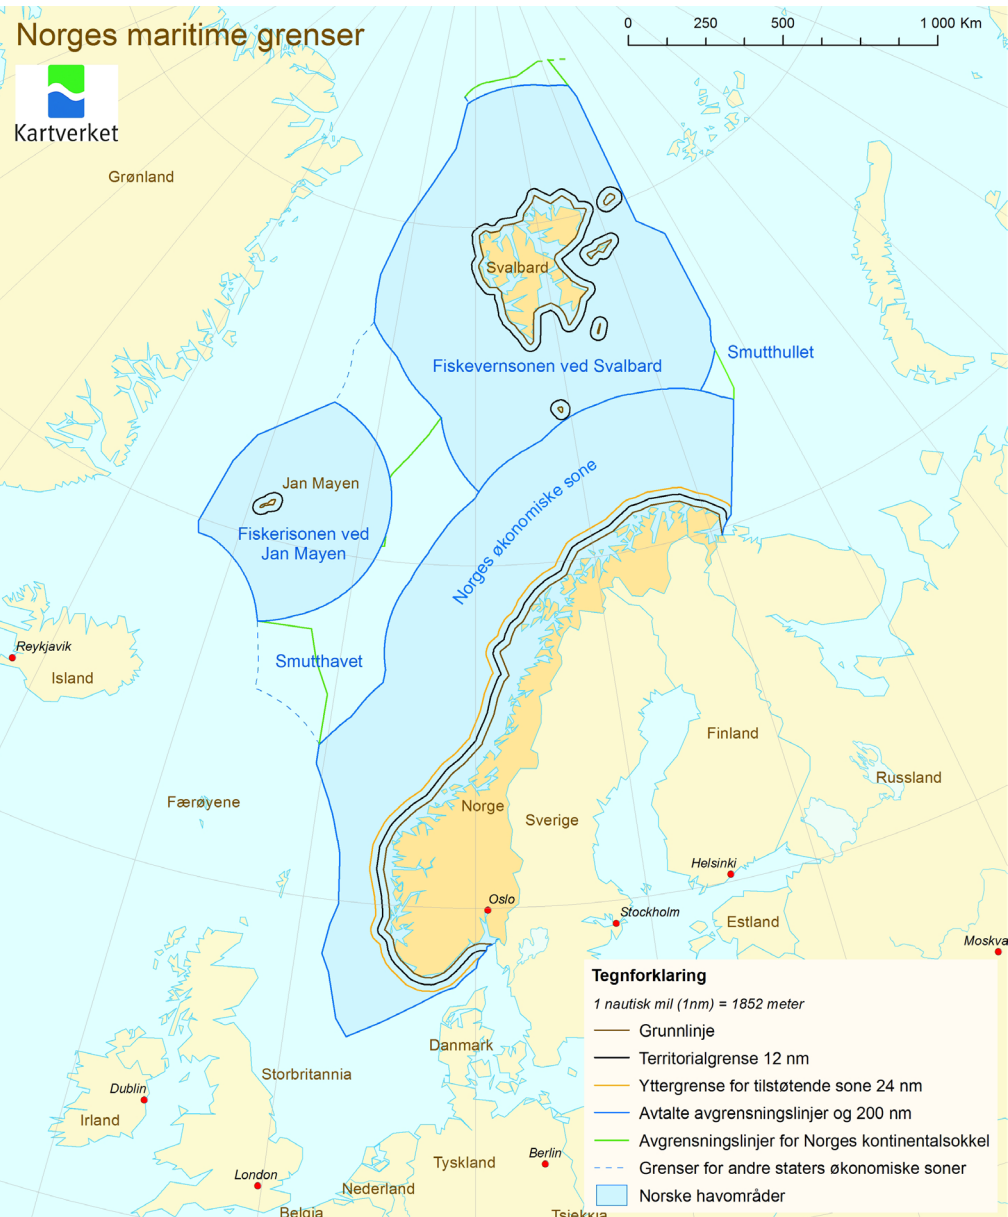 Norges maritime grenser
0 250 500 1 000 Km
Kartverket
Grønland
Svalbard
Smutthullet
Fiskevernsonen ved Svalbard
Jan Mayen
Fiskerisonen ved
Jan Mayen
Norges økonomiske sone
Reykjavik
Island
Smutthavet
Finland
Russland
Færøyene
Norge
Sverige
Helsinki
Oslo
Stockholm
Estland
Moskva
Danmark
Storbritannia
Dublin
Irland
Tyskland
Berlin
London
Nederland
Belgia
Tsjekkia
Tegnforklaring
1 nautisk mil (1nm) = 1852 meter
Grunnlinje
Territorialgrense 12 nm
Yttergrense for tilstøtende sone 24 nm
Avtalte avgrensningslinjer og 200 nm
Avgrensningslinjer for Norges kontinentalsokkel
Grenser for andre staters økonomiske soner
Norske havområder